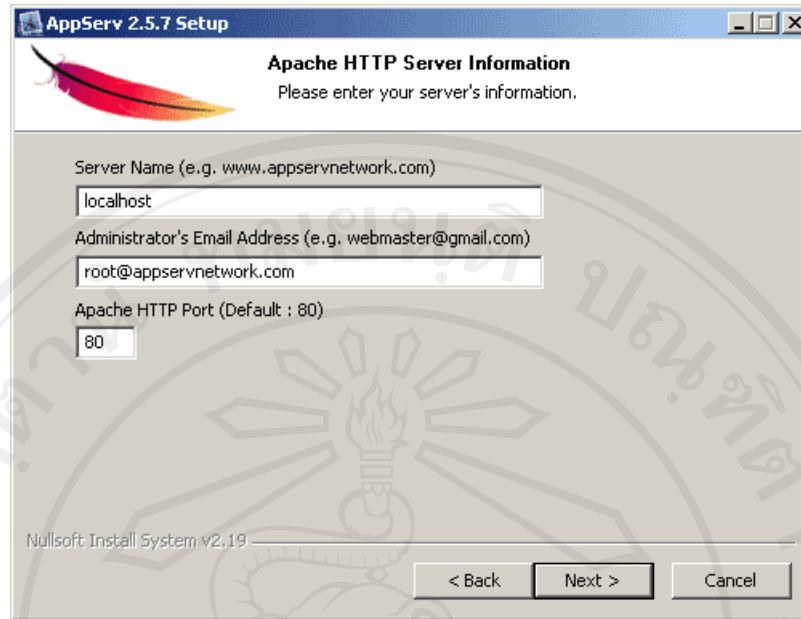 AppServ 2.5.7 Setup
Apache HTTP Server Information
Please enter your server's information.
Server Name (e.g. www.appservnetwork.com)
localhost
Administrator's Email Address (e.g. webmaster@gmail.com)
root@appservnetwork.com
Apache HTTP Port (Default : 80)
80
Nullsoft Install System v2.19
< Back Next > Cancel